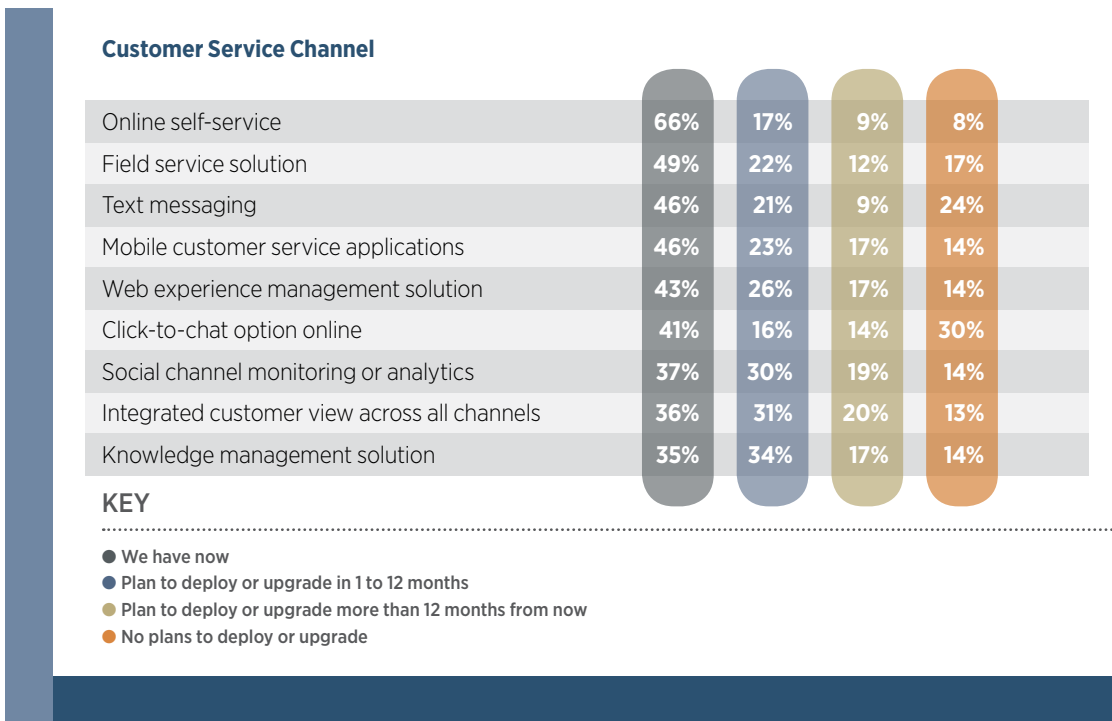 Customer Service Channel
Online self-service 66% 17% 9% 8%
Field service solution 49% 22% 12% 17%
Text messaging 46% 21% 9% 24%
Mobile customer service applications 46% 23% 17% 14%
Web experience management solution 43% 26% 17% 14%
Click-to-chat option online 41% 16% 14% 30%
Social channel monitoring or analytics 37% 30% 19% 14%
Integrated customer view across all channels 36% 31% 20% 13%
Knowledge management solution 35% 34% 17% 14%
KEY
We have now
Plan to deploy or upgrade in 1 to 12 months
Plan to deploy or upgrade more than 12 months from now
No plans to deploy or upgrade